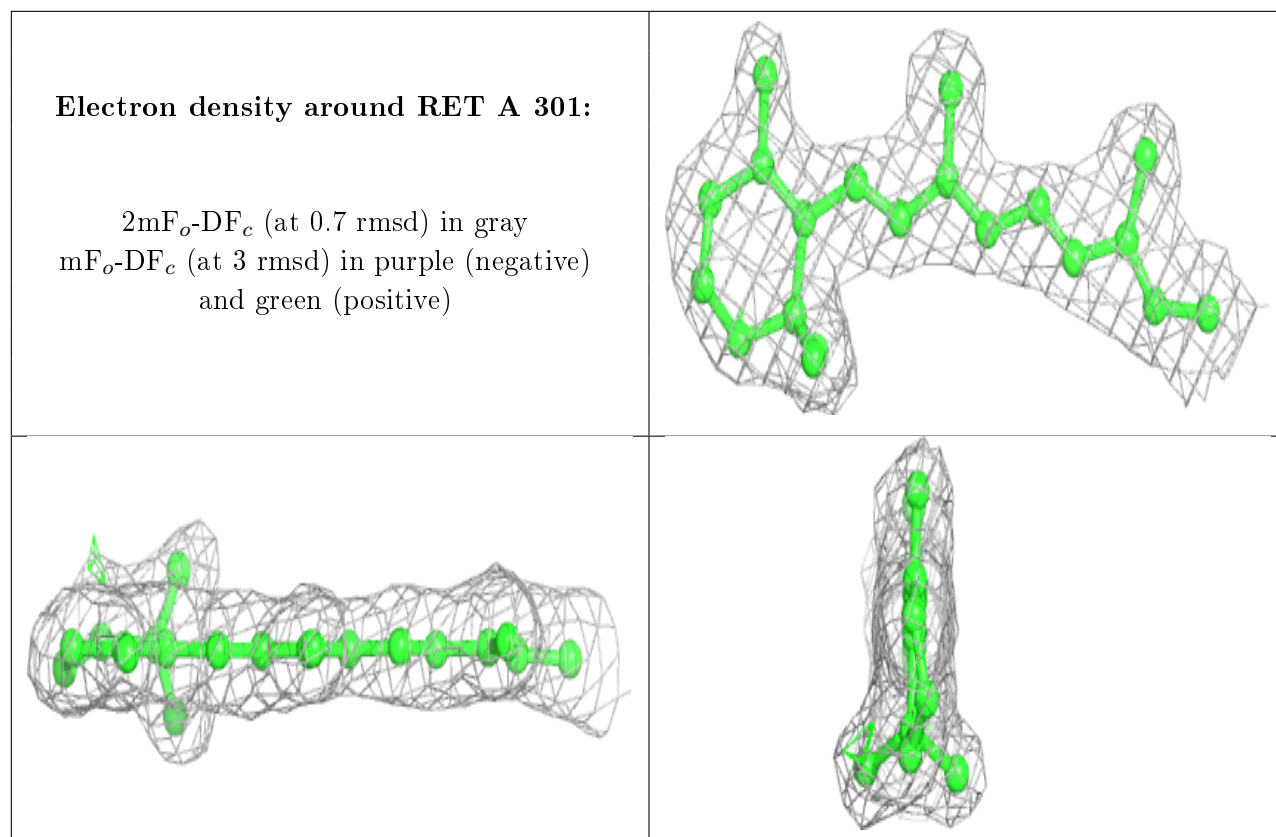 Electron density around RET A 301:
2mFₒ-DF𝒸 (at 0.7 rmsd) in gray
mFₒ-DF𝒸 (at 3 rmsd) in purple (negative)
and green (positive)